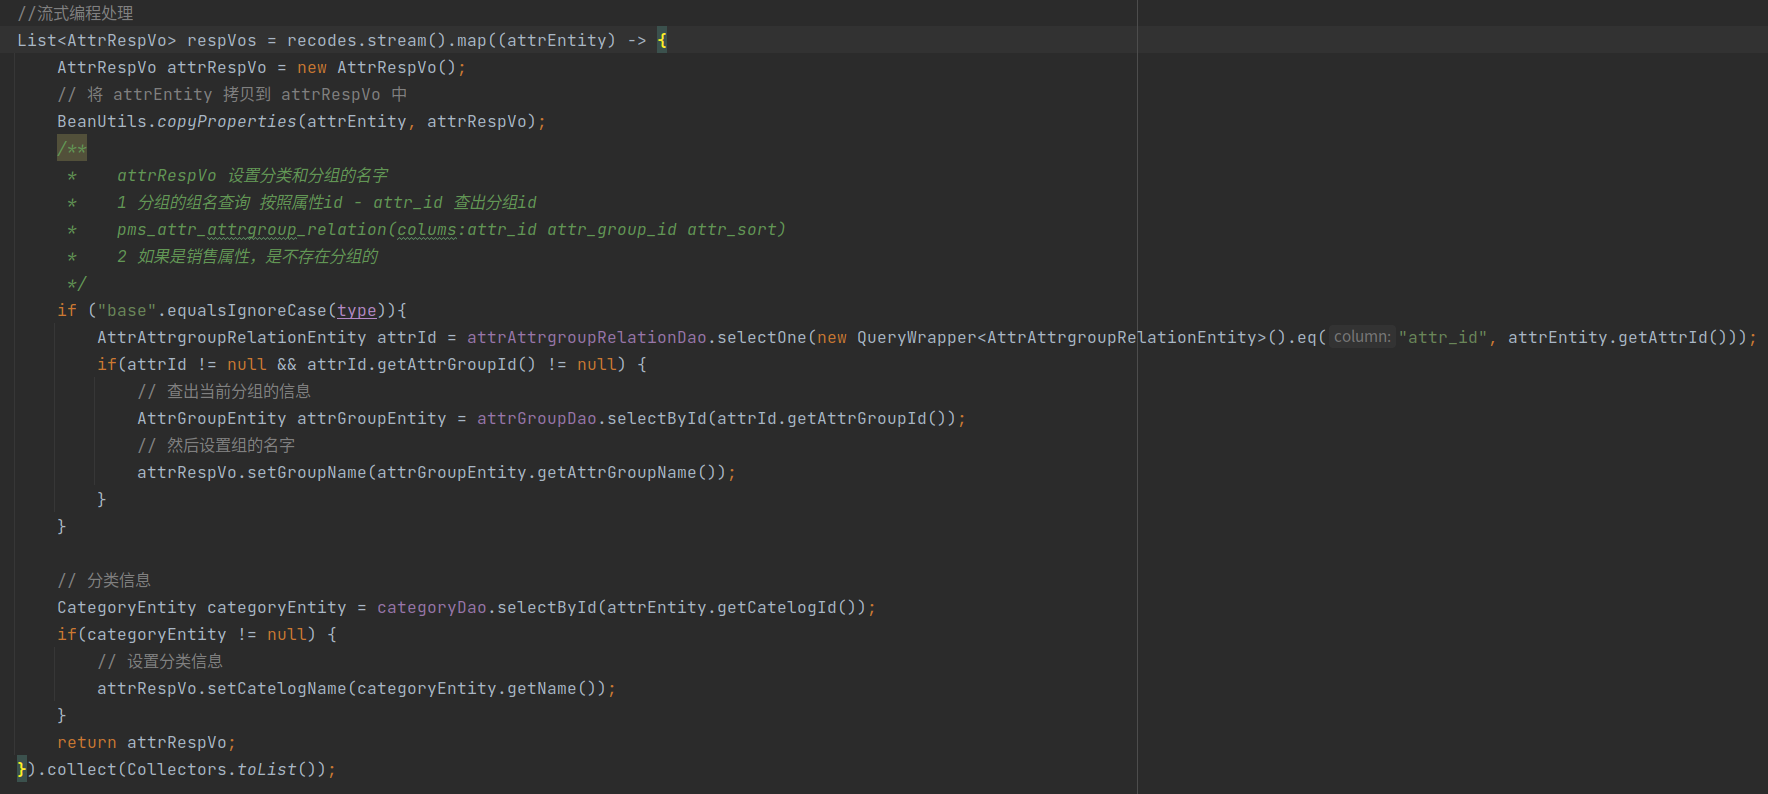 //流式编程处理
List<AttrRespVo> respVos = recodes.stream().map((attrEntity) -> {
    AttrRespVo attrRespVo = new AttrRespVo();
    // 将 attrEntity 拷贝到 attrRespVo 中
    BeanUtils.copyProperties(attrEntity, attrRespVo);
    /**
     *    attrRespVo 设置分类和分组的名字
     *    1 分组的组名查询 按照属性id - attr_id 查出分组id
     *    pms_attr_attrgroup_relation(colums:attr_id attr_group_id attr_sort)
     *    2 如果是销售属性，是不存在分组的
     */
    if ("base".equalsIgnoreCase(type)){
        AttrAttrgroupRelationEntity attrId = attrAttrgroupRelationDao.selectOne(new QueryWrapper<AttrAttrgroupRelationEntity>().eq( column: "attr_id", attrEntity.getAttrId()));
        if(attrId != null && attrId.getAttrGroupId() != null) {
            // 查出当前分组的信息
            AttrGroupEntity attrGroupEntity = attrGroupDao.selectById(attrId.getAttrGroupId());
            // 然后设置组的名字
            attrRespVo.setGroupName(attrGroupEntity.getAttrGroupName());
        }
    }
    // 分类信息
    CategoryEntity categoryEntity = categoryDao.selectById(attrEntity.getCatelogId());
    if(categoryEntity != null) {
        // 设置分类信息
        attrRespVo.setCatelogName(categoryEntity.getName());
    }
    return attrRespVo;
}).collect(Collectors.toList());